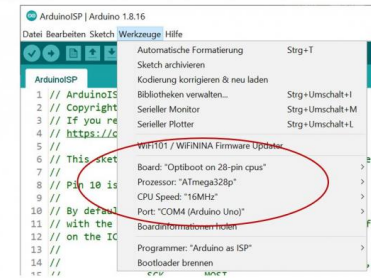 ArduinoISP | Arduino 1.8.16
Datei Bearbeiten Sketch Werkzeuge Hilfe
Automatische Formatierung Strg+T
Sketch archivieren
ArduinoISP
Kodierung korrigieren & neu laden
1 // ArduinoIS
Bibliotheken verwalten... Strg+Umschalt+I
2 // Copyright
Serieller Monitor Strg+Umschalt+M
3 // If you re
Serieller Plotter Strg+Umschalt+L
4 // https://o
5 //
WiFi101 / WiFiNINA Firmware Updater
6 // This sket
Board: "Optiboot on 28-pin cpus"
7 //
Prozessor: "ATmega328p"
8 // Pin 10 is
CPU Speed: "16MHz"
9 //
10 // By defaul
Port: "COM4 (Arduino Uno)"
11 // with the
Boardinformationen holen
12 // on the IC
13 //
Programmer: "Arduino as ISP"
14 //
Bootloader brennen
15 // SCK MOST